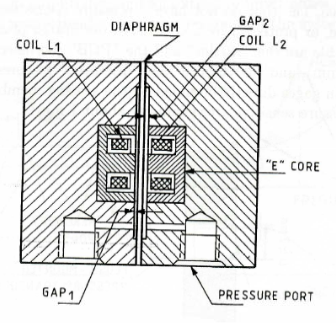 DIAPHRAGM
GAP2
COIL L1
COIL L2
"E" CORE
GAP1
PRESSURE PORT